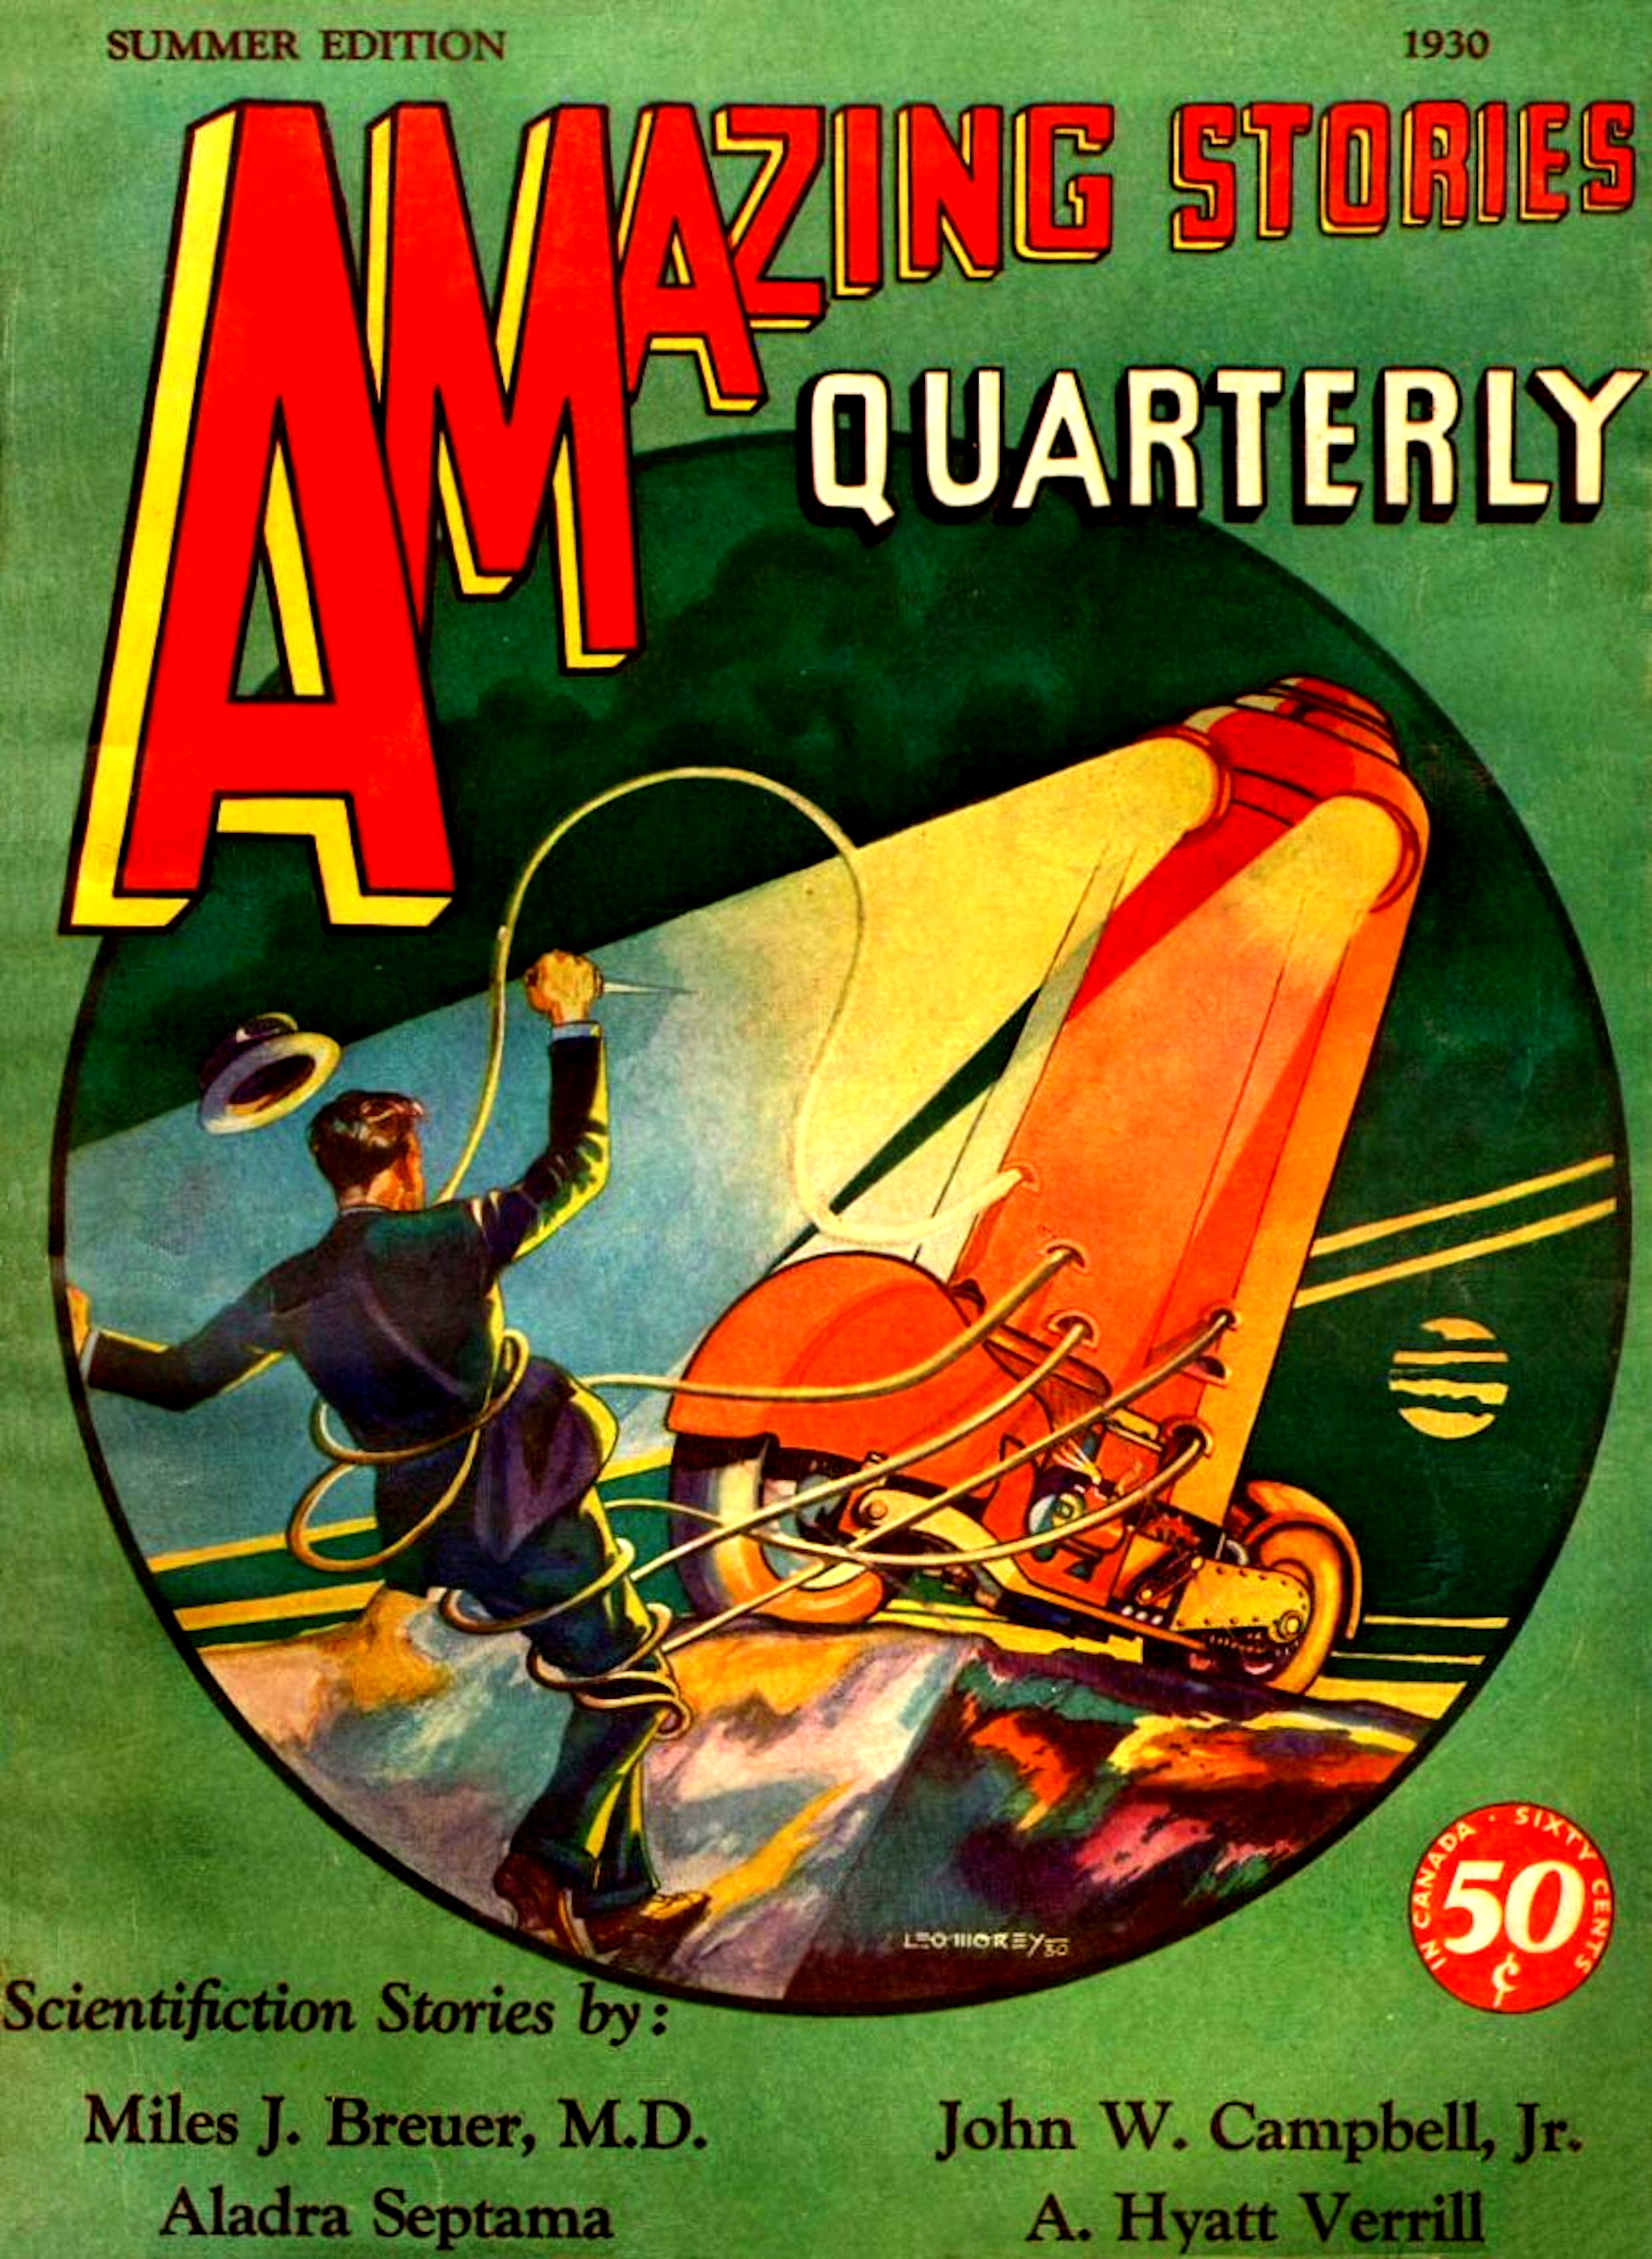 SUMMER EDITION
1930
AMAZING STORIES
QUARTERLY
IN CANADA · SIXTY CENTS
50
¢
LEO MOREY 30
Scientifiction Stories by:
Miles J. Breuer, M.D.
John W. Campbell, Jr.
Aladra Septama
A. Hyatt Verrill